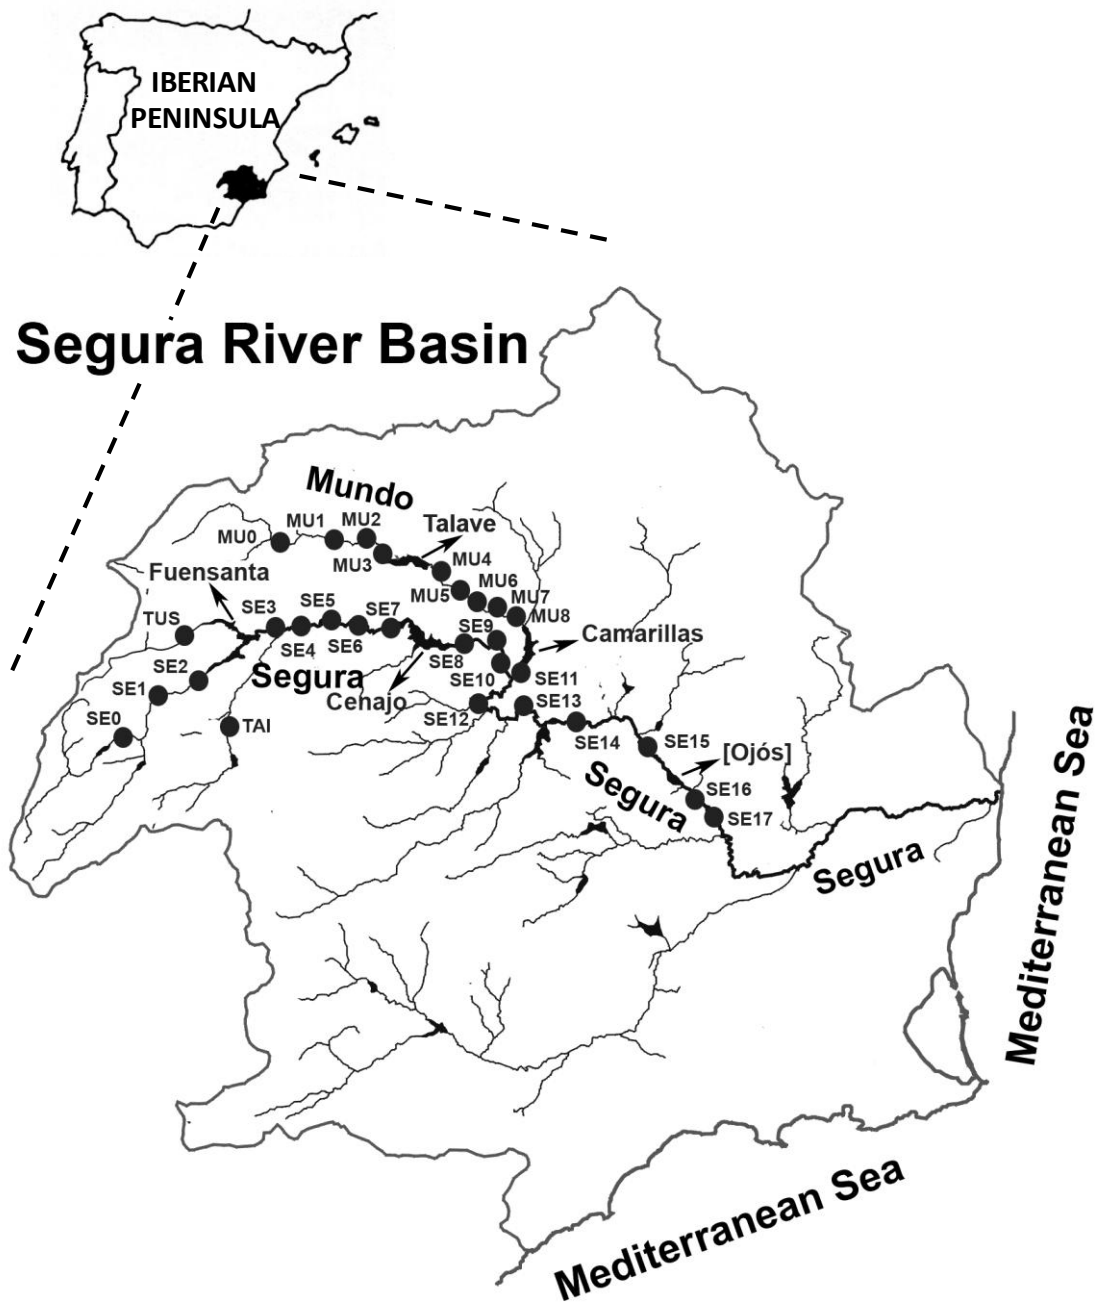 IBERIAN
PENINSULA
Segura River Basin
Mundo
MU0
MU1
MU2
Talave
MU3
MU4
Fuensanta
MU5
MU6
MU7
MU8
TUS
SE3
SE5
SE7
SE9
Camarillas
SE4
SE6
SE8
SE2
Segura
SE10
SE11
SE1
Cenajo
SE13
SE12
SE0
TAI
SE14
SE15
[Ojós]
Segura
SE16
SE17
Segura
Mediterranean Sea
Mediterranean Sea